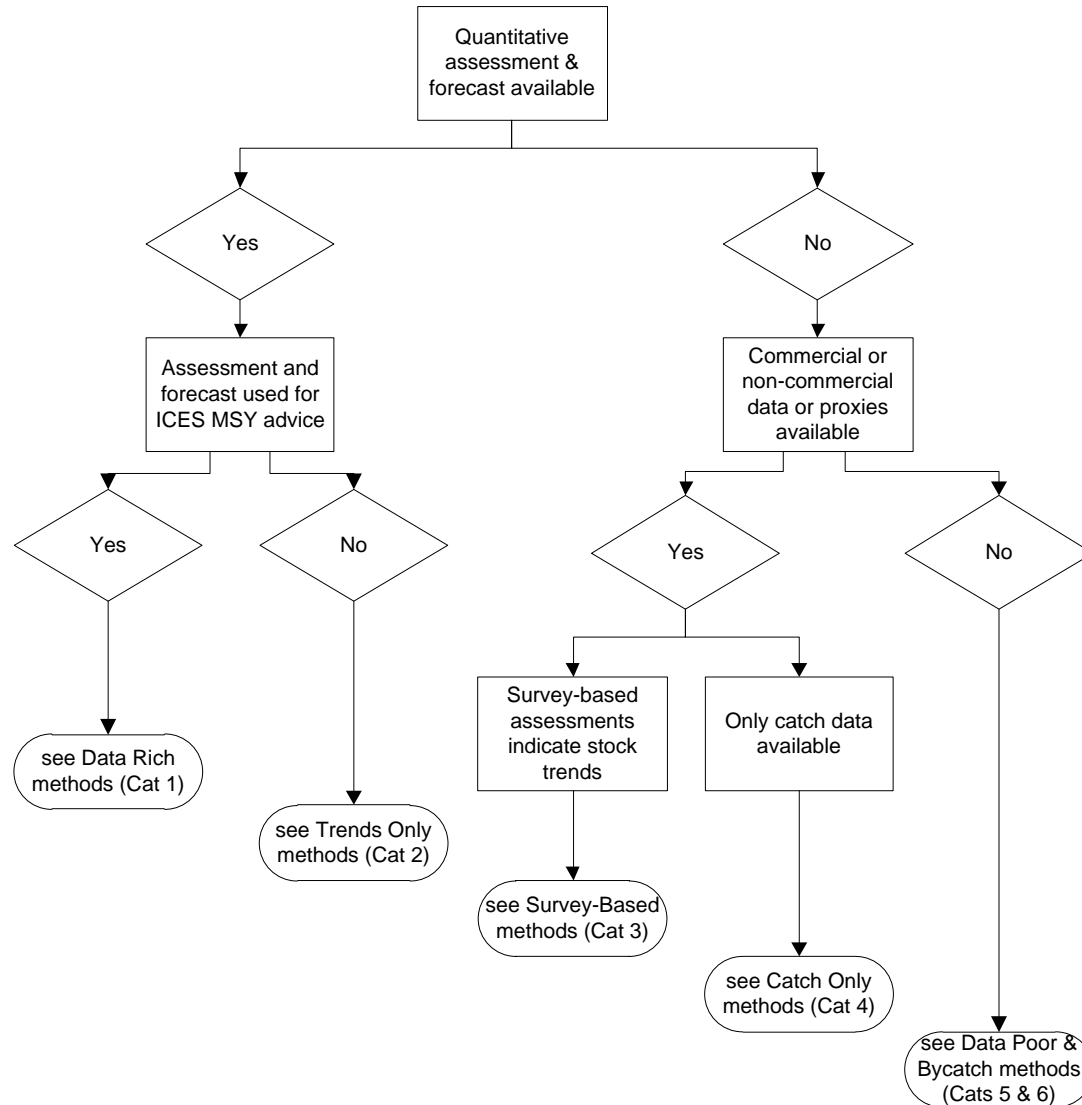 Quantitative
assessment &
forecast available
Yes
No
Assessment and
forecast used for
ICES MSY advice
Commercial or
non-commercial
data or proxies
available
Yes
No
Yes
No
Survey-based
assessments
indicate stock
trends
Only catch data
available
see Data Rich
methods (Cat 1)
see Trends Only
methods (Cat 2)
see Survey-Based
methods (Cat 3)
see Catch Only
methods (Cat 4)
see Data Poor &
Bycatch methods
(Cats 5 & 6)